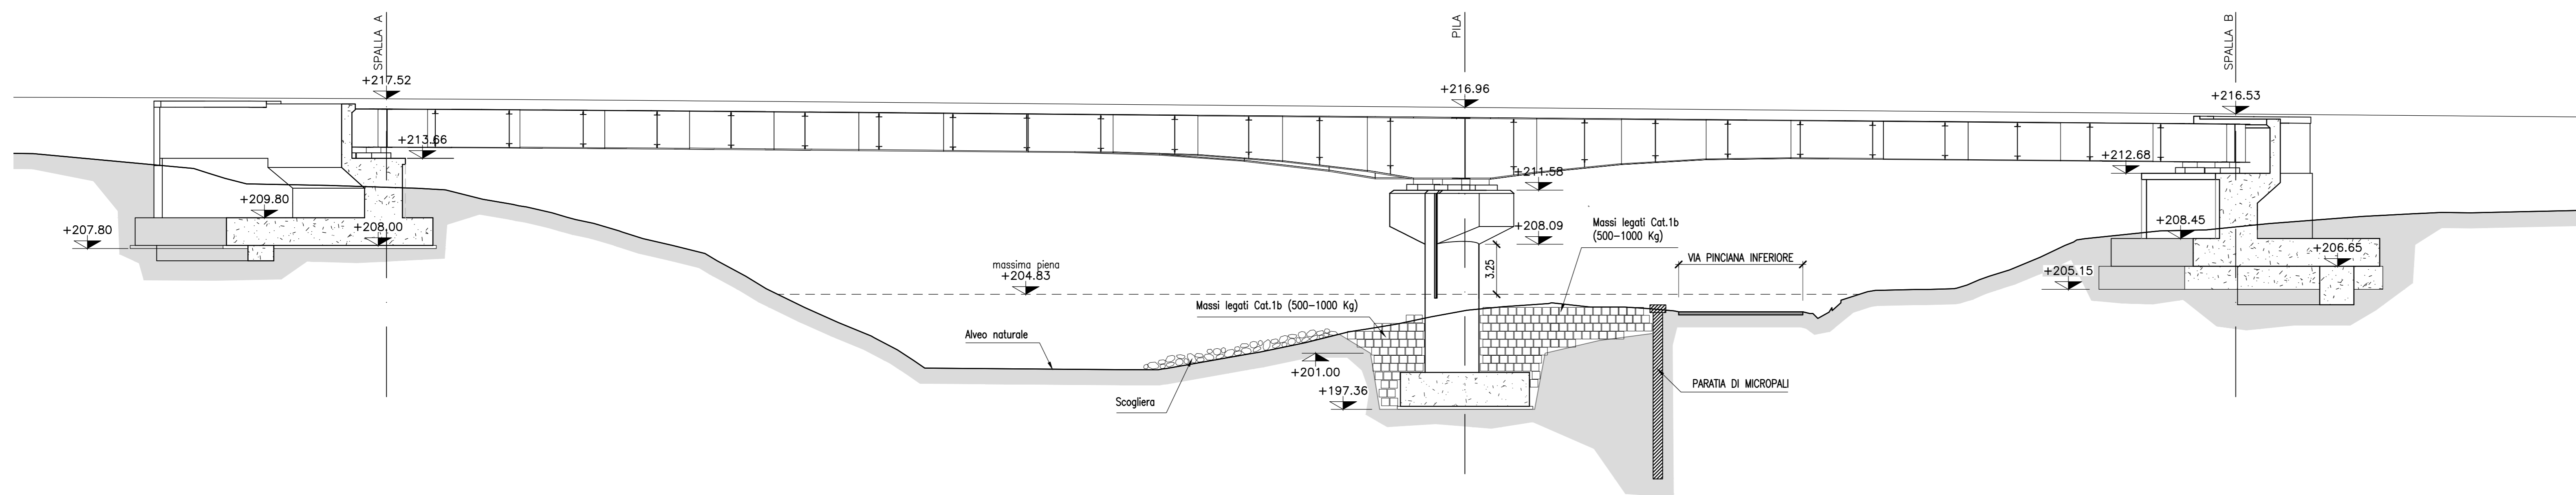 SPALLA A
PILA
SPALLA B
+217.52
+216.96
+216.53
+213.66
+212.68
+211.58
+209.80
+208.00
+207.80
+208.09
Massi legati Cat.1b
(500-1000 Kg)
+208.45
+206.65
+205.15
VIA PINCIANA INFERIORE
3.25
massima piena
+204.83
Massi legati Cat.1b (500-1000 Kg)
Alveo naturale
+201.00
+197.36
Scogliera
PARATIA DI MICROPALI